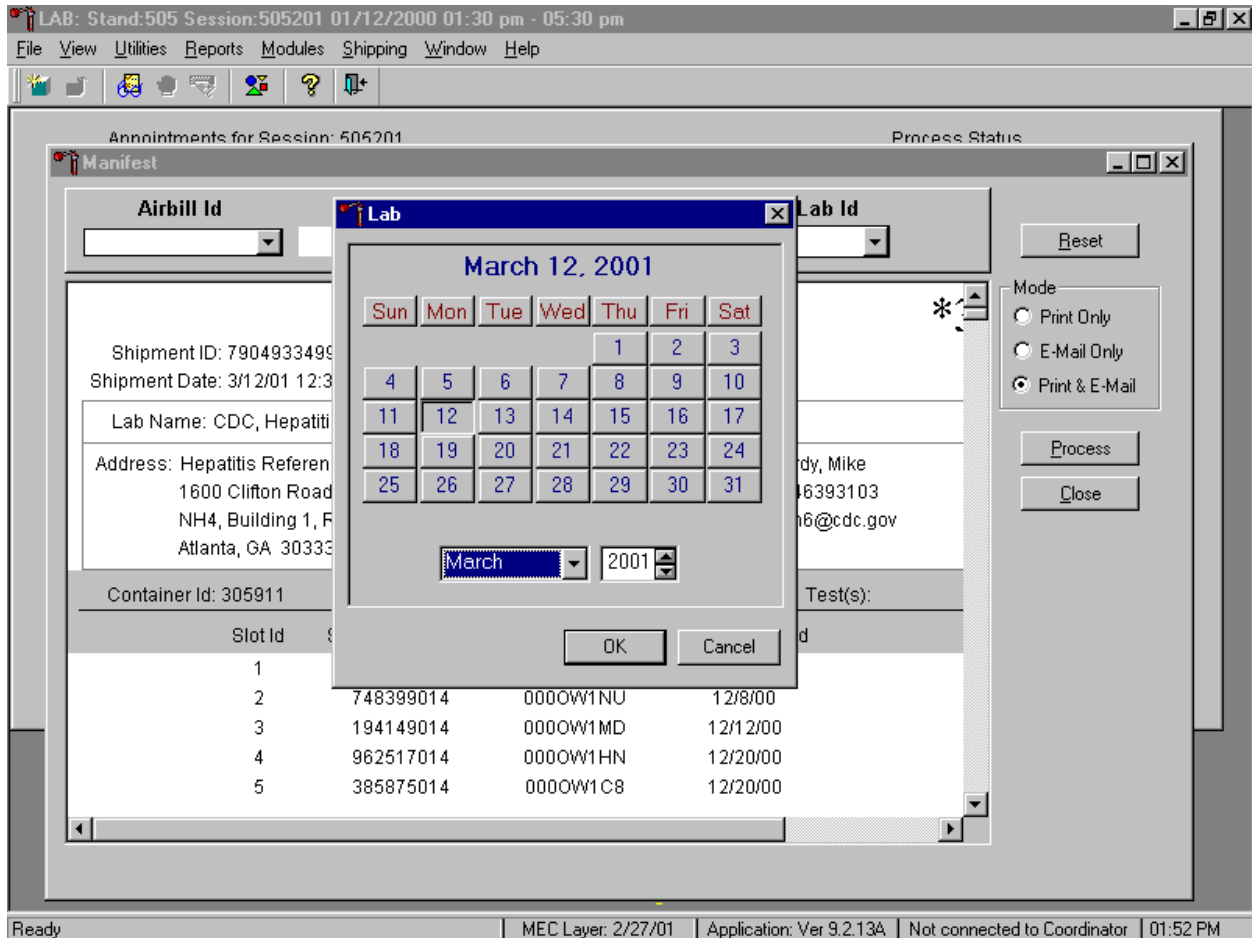 LAB: Stand:505 Session:505201 01/12/2000 01:30 pm - 05:30 pm
File View Utilities Reports Modules Shipping Window Help
Appointments for Session: 505201 Process Status
Manifest
Airbill Id Lab Id
Reset
Lab
March 12, 2001
Sun Mon Tue Wed Thu Fri Sat
1 2 3
4 5 6 7 8 9 10
11 12 13 14 15 16 17
18 19 20 21 22 23 24
25 26 27 28 29 30 31
March 2001
OK Cancel
Mode
Print Only
E-Mail Only
Print & E-Mail
Process
Close
Shipment ID: 7904933499
Shipment Date: 3/12/01 12:3
Lab Name: CDC, Hepatiti
Address: Hepatitis Referen rdy, Mike
1600 Clifton Road 46393103
NH4, Building 1, R n6@cdc.gov
Atlanta, GA 30333
Container Id: 305911 Test(s):
Slot Id
1
2 748399014 000OW1NU 12/8/00
3 194149014 000OW1MD 12/12/00
4 962517014 000OW1HN 12/20/00
5 385875014 000OW1C8 12/20/00
Ready MEC Layer: 2/27/01 Application: Ver 9.2.13A Not connected to Coordinator 01:52 PM